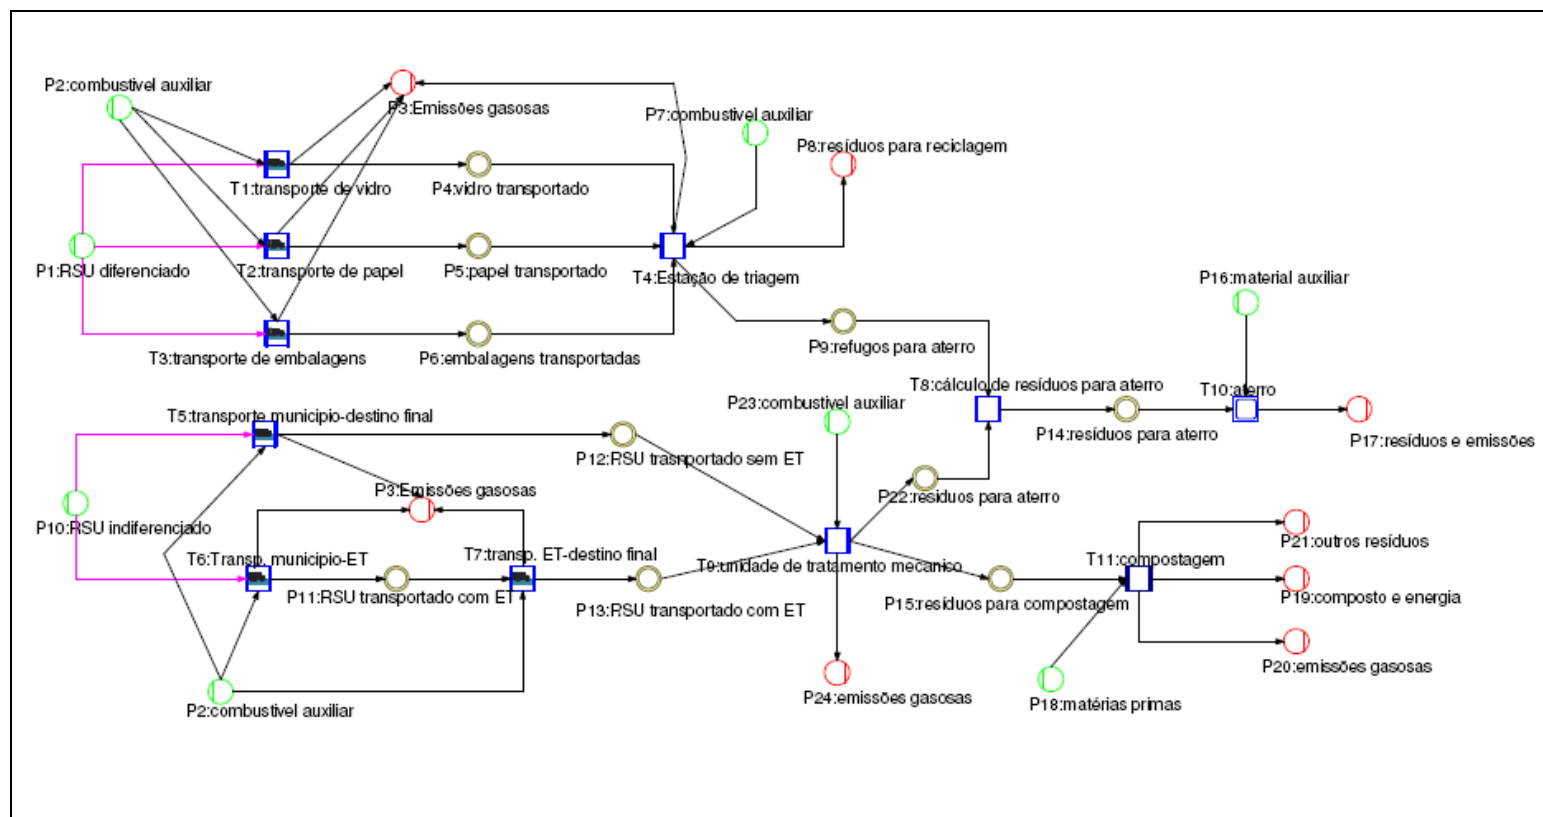 P2:combustivel auxiliar
P3:Emissões gasosas
P7:combustivel auxiliar
P8:resíduos para reciclagem
T1:transporte de vidro
P4:vidro transportado
P1:RSU diferenciado
T2:transporte de papel
P5:papel transportado
T4:Estação de triagem
P16:material auxiliar
T3:transporte de embalagens
P6:embalagens transportadas
P9:refugos para aterro
T8:cálculo de resíduos para aterro
T10:aterro
P23:combustivel auxiliar
T5:transporte municipio-destino final
P14:resíduos para aterro
P17:resíduos e emissões
P12:RSU trasnportado sem ET
P3:Emissões gasosas
P22:residuos para aterro
P10:RSU indiferenciado
P21:outros resíduos
T6:Transp. municipio-ET
T7:transp. ET-destino final
T9:unidade de tratamento mecanico
T11:compostagem
P11:RSU transportado com ET
P13:RSU transportado com ET
P15:resíduos para compostagem
P19:composto e energia
P20:emissões gasosas
P24:emissões gasosas
P18:matérias primas
P2:combustivel auxiliar